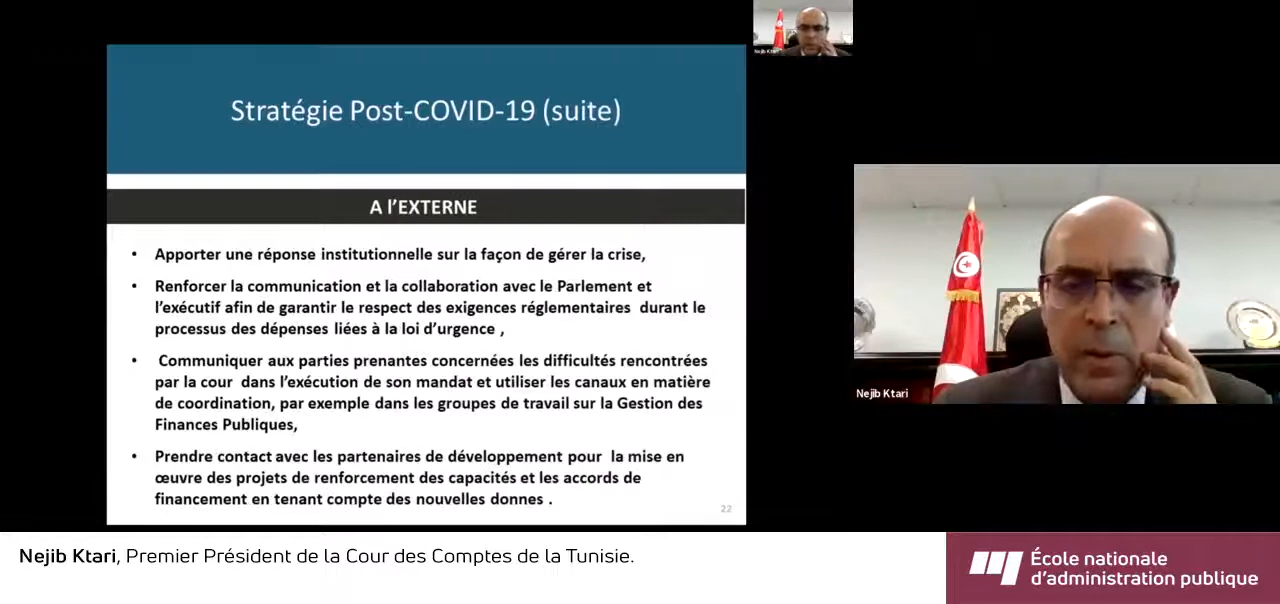 Stratégie Post-COVID-19 (suite)
A l’EXTERNE
• Apporter une réponse institutionnelle sur la façon de gérer la crise,
• Renforcer la communication et la collaboration avec le Parlement et
l’exécutif afin de garantir le respect des exigences réglementaires durant le
processus des dépenses liées à la loi d’urgence ,
• Communiquer aux parties prenantes concernées les difficultés rencontrées
par la cour dans l’exécution de son mandat et utiliser les canaux en matière
de coordination, par exemple dans les groupes de travail sur la Gestion des
Finances Publiques,
• Prendre contact avec les partenaires de développement pour la mise en
œuvre des projets de renforcement des capacités et les accords de
financement en tenant compte des nouvelles donnes .
22
Nejib Ktari
Nejib Ktari
Nejib Ktari, Premier Président de la Cour des Comptes de la Tunisie.
École nationale
d’administration publique